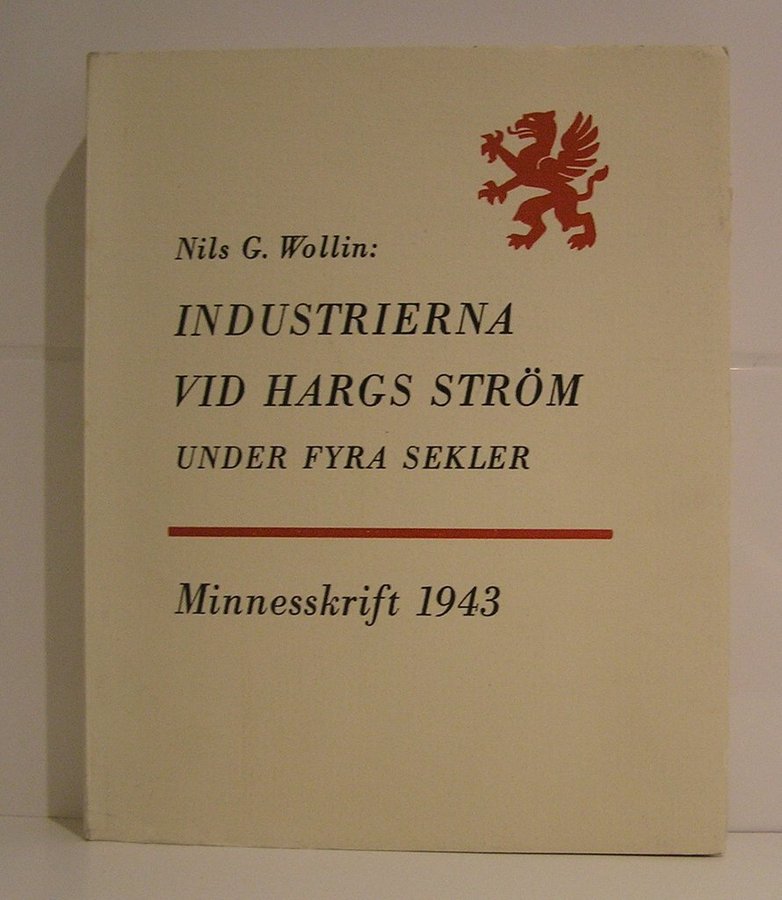 Nils G. Wollin:
INDUSTRIERNA
VID HARGS STRÖM
UNDER FYRA SEKLER
Minnesskrift 1943